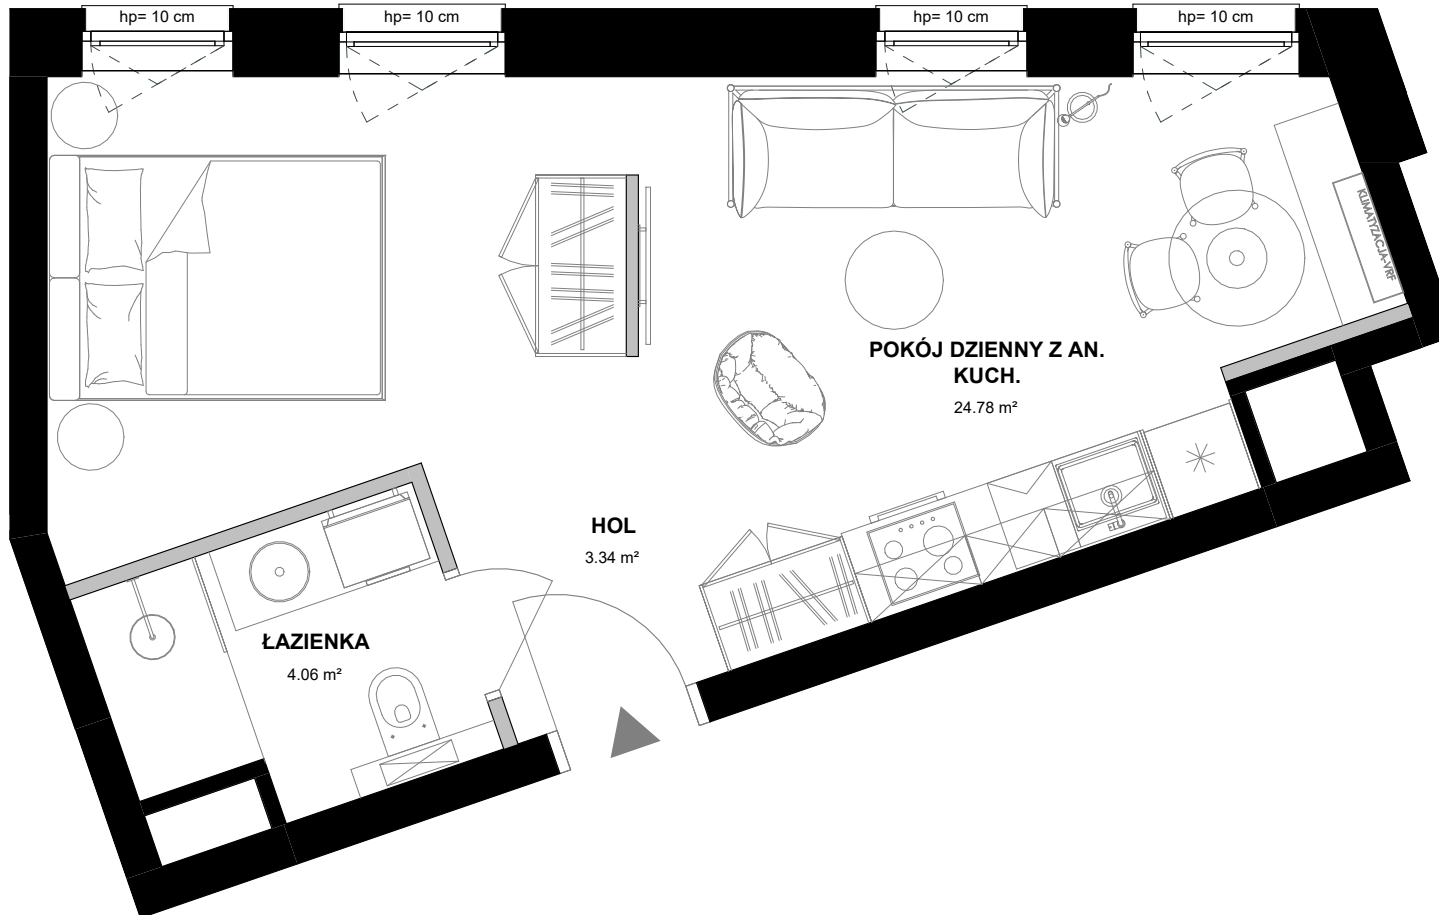 hp= 10 cm
hp= 10 cm
hp= 10 cm
hp= 10 cm
KLIMATYZACJA-VRF
POKÓJ DZIENNY Z AN.
KUCH.
24.78 m²
HOL
3.34 m²
ŁAZIENKA
4.06 m²